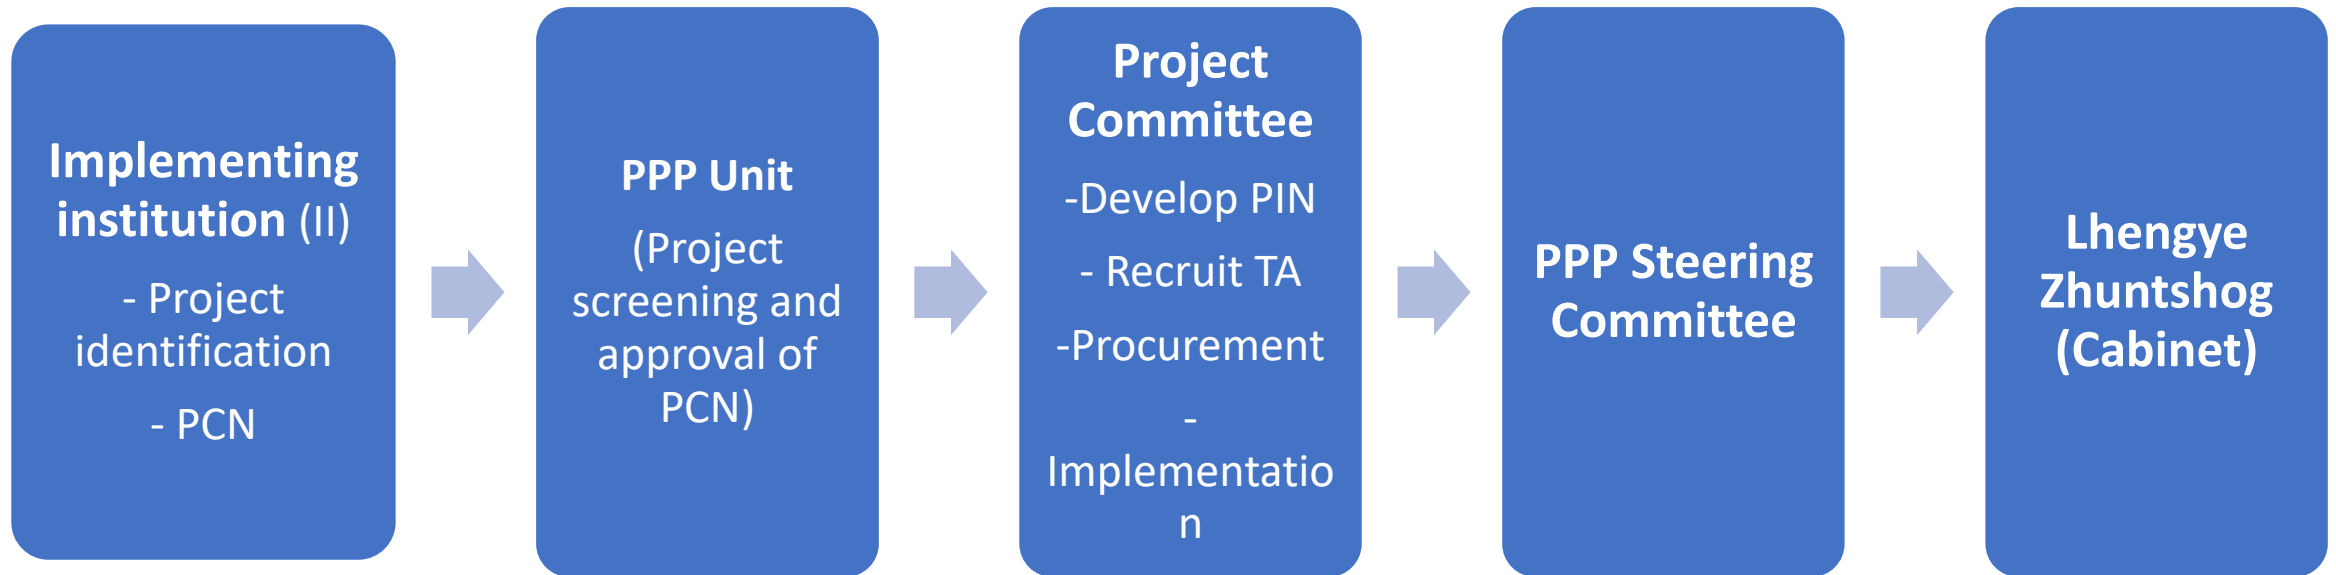 Implementing
institution (II)
- Project
identification
- PCN
PPP Unit
(Project
screening and
approval of
PCN)
Project
Committee
-Develop PIN
- Recruit TA
-Procurement
-
Implementatio
n
PPP Steering
Committee
Lhengye
Zhuntshog
(Cabinet)